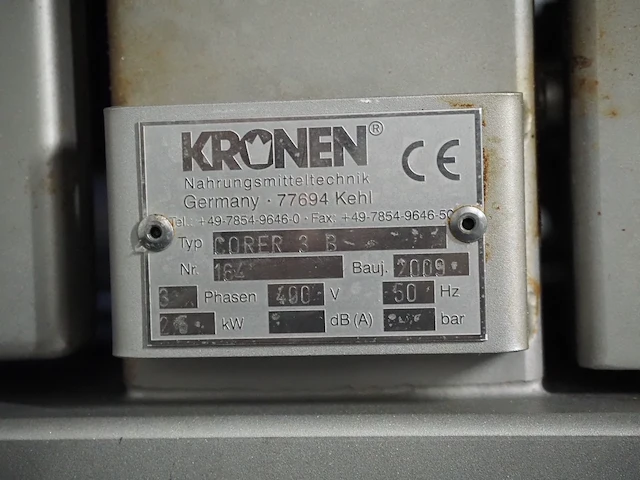 KRONEN® CE
Nahrungsmitteltechnik
Germany · 77694 Kehl
Tel.: +49-7854-9646-0 · Fax: +49-7854-9646-50
Typ CORER 3 B
Nr. 164 Bauj. 2009
3 Phasen 400 V 50 Hz
kW dB (A) bar